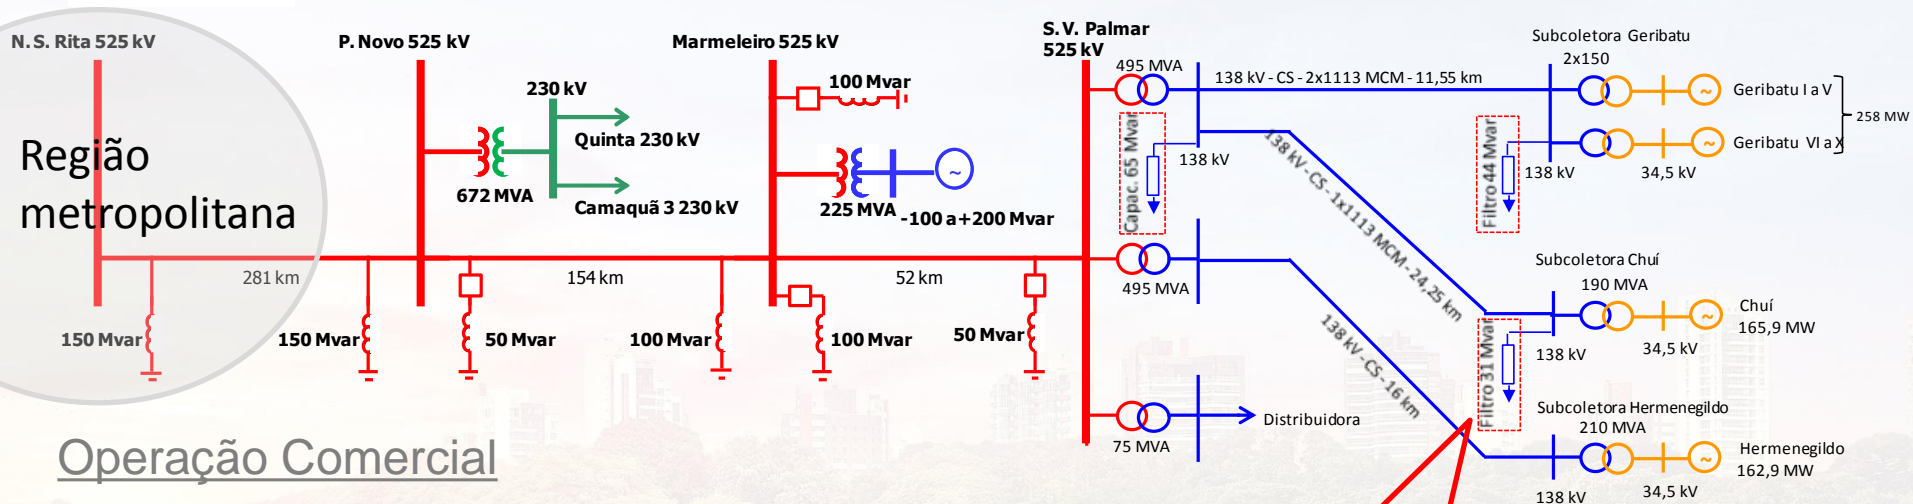 N. S. Rita 525 kV
P. Novo 525 kV
Marmeleiro 525 kV
S. V. Palmar
525 kV
Região
metropolitana
230 kV
Quinta 230 kV
672 MVA
Camaquã 3 230 kV
100 Mvar
225 MVA
-100 a+200 Mvar
~
281 km
154 km
52 km
150 Mvar
150 Mvar
50 Mvar
100 Mvar
100 Mvar
50 Mvar
495 MVA
138 kV - CS - 2x1113 MCM - 11,55 km
Capac. 65 Mvar
138 kV
138 kV - CS - 1x1113 MCM - 24,25 km
495 MVA
138 kV - CS - 16 km
75 MVA
Distribuidora
Subcoletora Geribatu
2x150
~
Geribatu I a V
258 MW
Filtro 44 Mvar
~
Geribatu VI a X
138 kV
34,5 kV
Subcoletora Chuí
190 MVA
~
Chuí
165,9 MW
Filtro 31 Mvar
138 kV
34,5 kV
Subcoletora Hermenegildo
210 MVA
~
Hermenegildo
162,9 MW
138 kV
34,5 kV
Operação Comercial